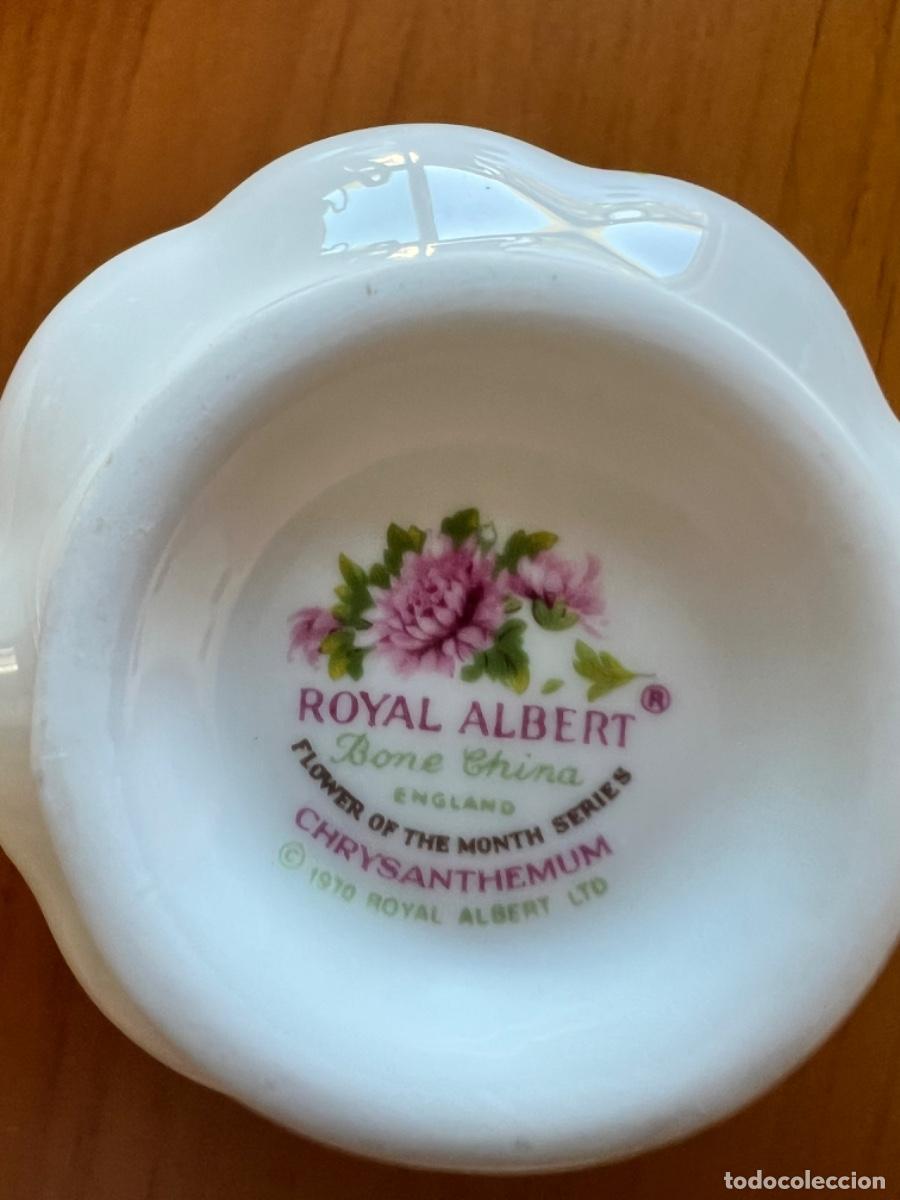 ROYAL ALBERT ®
Bone China
ENGLAND
FLOWER OF THE MONTH SERIES
CHRYSANTHEMUM
© 1970 ROYAL ALBERT LTD
todocoleccion